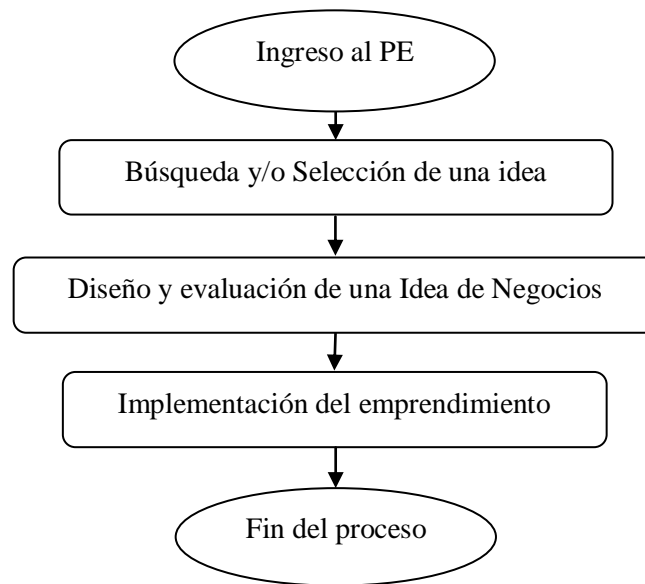 Ingreso al PE
Búsqueda y/o Selección de una idea
Diseño y evaluación de una Idea de Negocios
Implementación del emprendimiento
Fin del proceso